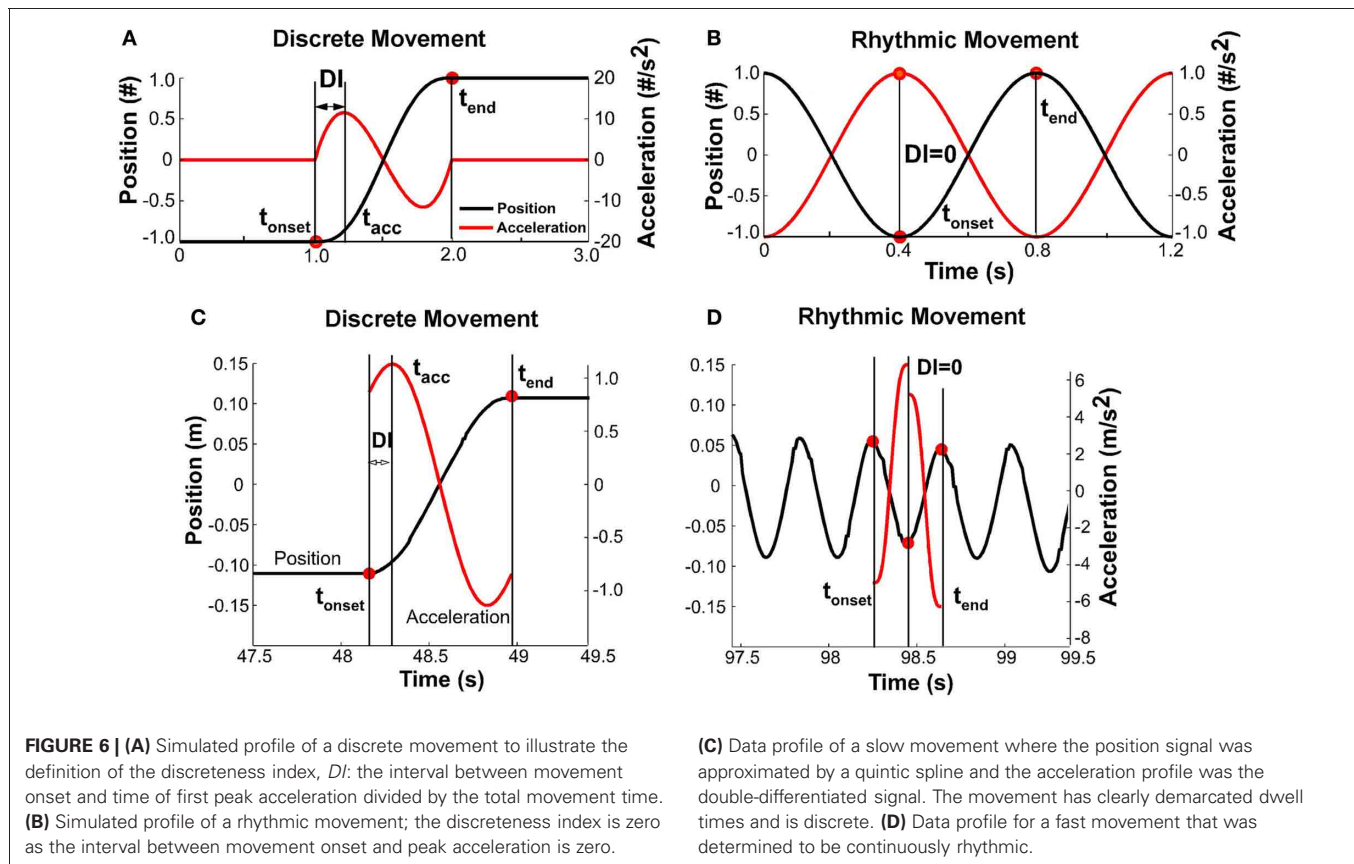 A
Discrete Movement
DI
Position (#)
1.0
0.5
0
-0.5
-1.0
20
10
0
-10
-20
Acceleration (#/s2)
tend
tonset
tacc
Position
Acceleration
0
1.0
2.0
3.0
B
Rhythmic Movement
Position (#)
1.0
0.5
0
-0.5
-1.0
1.0
0.5
0
-0.5
-1.0
Acceleration (#/s2)
tend
DI=0
tonset
0
0.4
0.8
1.2
Time (s)
C
Discrete Movement
Position (m)
0.15
0.10
0.05
0
-0.05
-0.10
-0.15
1.0
0.5
0
-0.5
-1.0
tacc
tend
DI
Position
tonset
Acceleration
47.5
48
48.5
49
49.5
Time (s)
D
Rhythmic Movement
0.15
0.10
0.05
0
-0.05
-0.10
-0.15
6
4
2
0
-2
-4
-6
-8
Acceleration (m/s2)
DI=0
tonset
tend
97.5
98
98.5
99
99.5
Time (s)
FIGURE 6 | (A) Simulated profile of a discrete movement to illustrate the
definition of the discreteness index, DI: the interval between movement
onset and time of first peak acceleration divided by the total movement time.
(B) Simulated profile of a rhythmic movement; the discreteness index is zero
as the interval between movement onset and peak acceleration is zero.
(C) Data profile of a slow movement where the position signal was
approximated by a quintic spline and the acceleration profile was the
double-differentiated signal. The movement has clearly demarcated dwell
times and is discrete. (D) Data profile for a fast movement that was
determined to be continuously rhythmic.